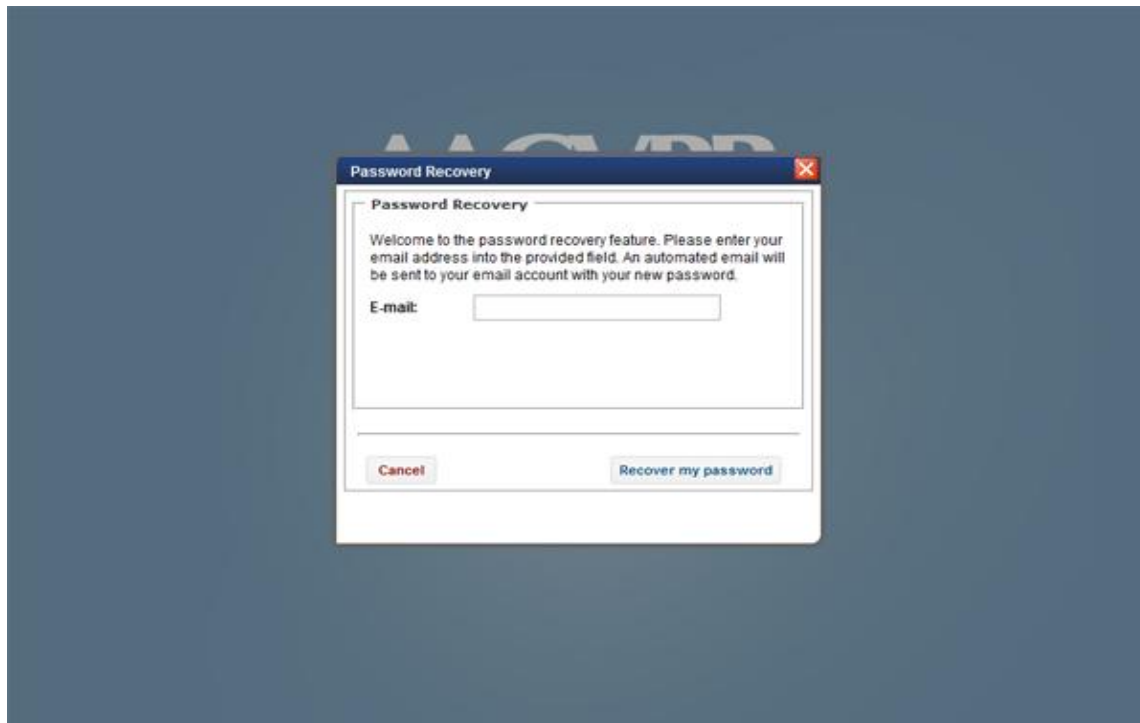 AACVPR
Password Recovery
Password Recovery
Welcome to the password recovery feature. Please enter your
email address into the provided field. An automated email will
be sent to your email account with your new password.
E-mail:
Cancel
Recover my password